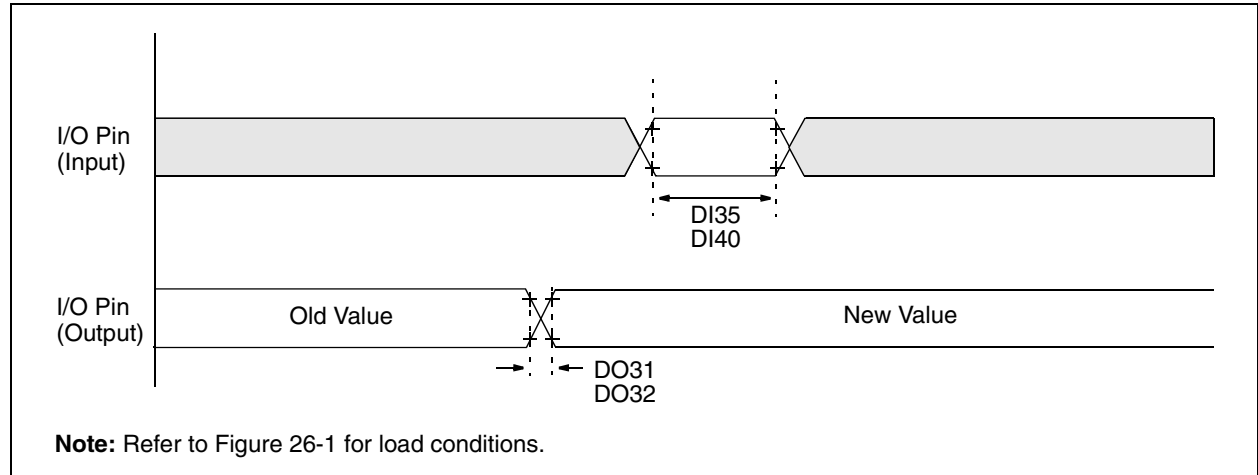 I/O Pin
(Input)
DI35
DI40
I/O Pin
(Output)
Old Value
New Value
DO31
DO32
Note: Refer to Figure 26-1 for load conditions.